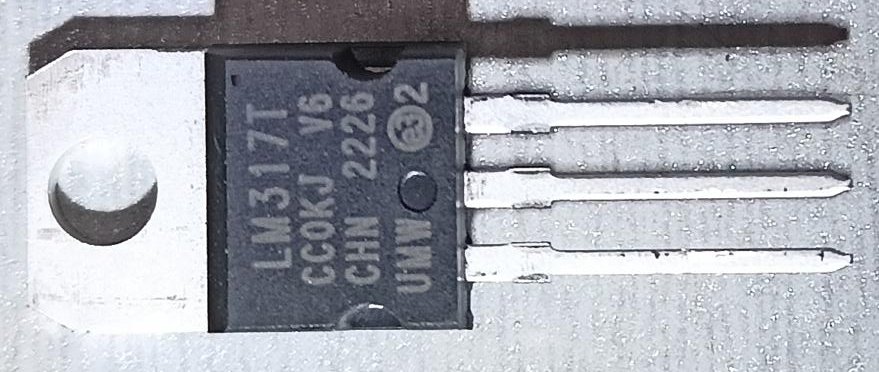 LM317T
CC0KJ V6
CHN 2226
UMW e3 2